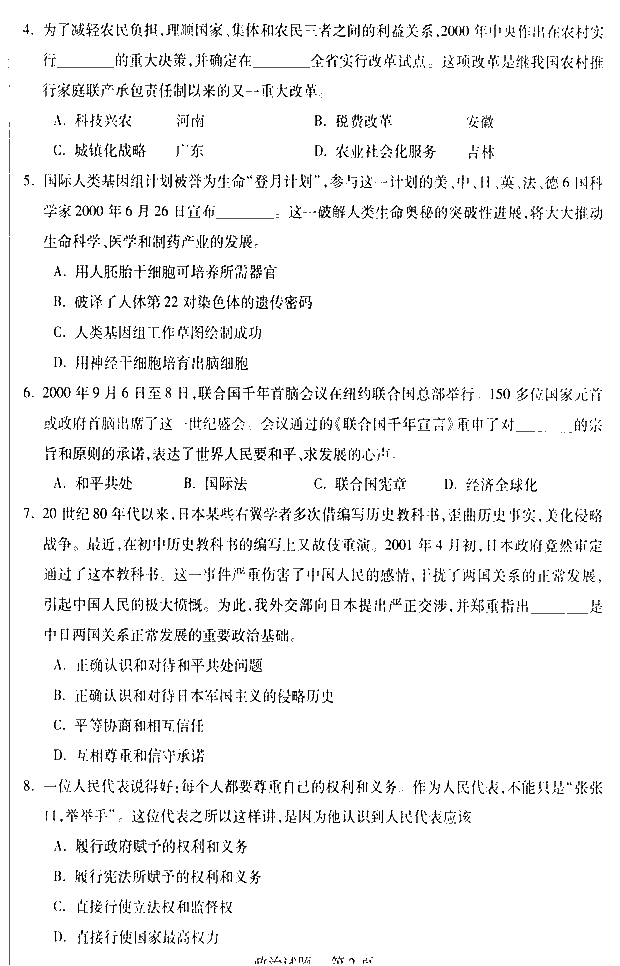 4. 为了减轻农民负担,理顺国家、集体和农民三者之间的利益关系,2000 年中央作出在农村实
行________的重大决策,并确定在________全省实行改革试点。这项改革是继我国农村推
行家庭联产承包责任制以来的又一重大改革。
A. 科技兴农 河南 B. 税费改革 安徽
C. 城镇化战略 广东 D. 农业社会化服务 吉林
5. 国际人类基因组计划被誉为生命“登月计划”,参与这一计划的美、中、日、英、法、德 6 国科
学家 2000 年 6 月 26 日宣布________。这一破解人类生命奥秘的突破性进展,将大大推动
生命科学、医学和制药产业的发展。
A. 用人胚胎干细胞可培养所需器官
B. 破译了人体第 22 对染色体的遗传密码
C. 人类基因组工作草图绘制成功
D. 用神经干细胞培育出脑细胞
6. 2000 年 9 月 6 日至 8 日,联合国千年首脑会议在纽约联合国总部举行。150 多位国家元首
或政府首脑出席了这一世纪盛会。会议通过的《联合国千年宣言》重申了对________的宗
旨和原则的承诺,表达了世界人民要和平,求发展的心声。
A. 和平共处 B. 国际法 C. 联合国宪章 D. 经济全球化
7. 20 世纪 80 年代以来,日本某些右翼学者多次借编写历史教科书,歪曲历史事实,美化侵略
战争。最近,在初中历史教科书的编写上又故伎重演。2001 年 4 月初,日本政府竟然审定
通过了这本教科书。这一事件严重伤害了中国人民的感情,干扰了两国关系的正常发展,
引起中国人民的极大愤慨。为此,我外交部向日本提出严正交涉,并郑重指出________是
中日两国关系正常发展的重要政治基础。
A. 正确认识和对待和平共处问题
B. 正确认识和对待日本军国主义的侵略历史
C. 平等协商和相互信任
D. 互相尊重和信守承诺
8. 一位人民代表说得好:每个人都要尊重自己的权利和义务。作为人民代表,不能只是“张张
口,举举手”。这位代表之所以这样讲,是因为他认识到人民代表应该
A. 履行政府赋予的权利和义务
B. 履行宪法所赋予的权利和义务
C. 直接行使立法权和监督权
D. 直接行使国家最高权力
政治试题 第 2 页